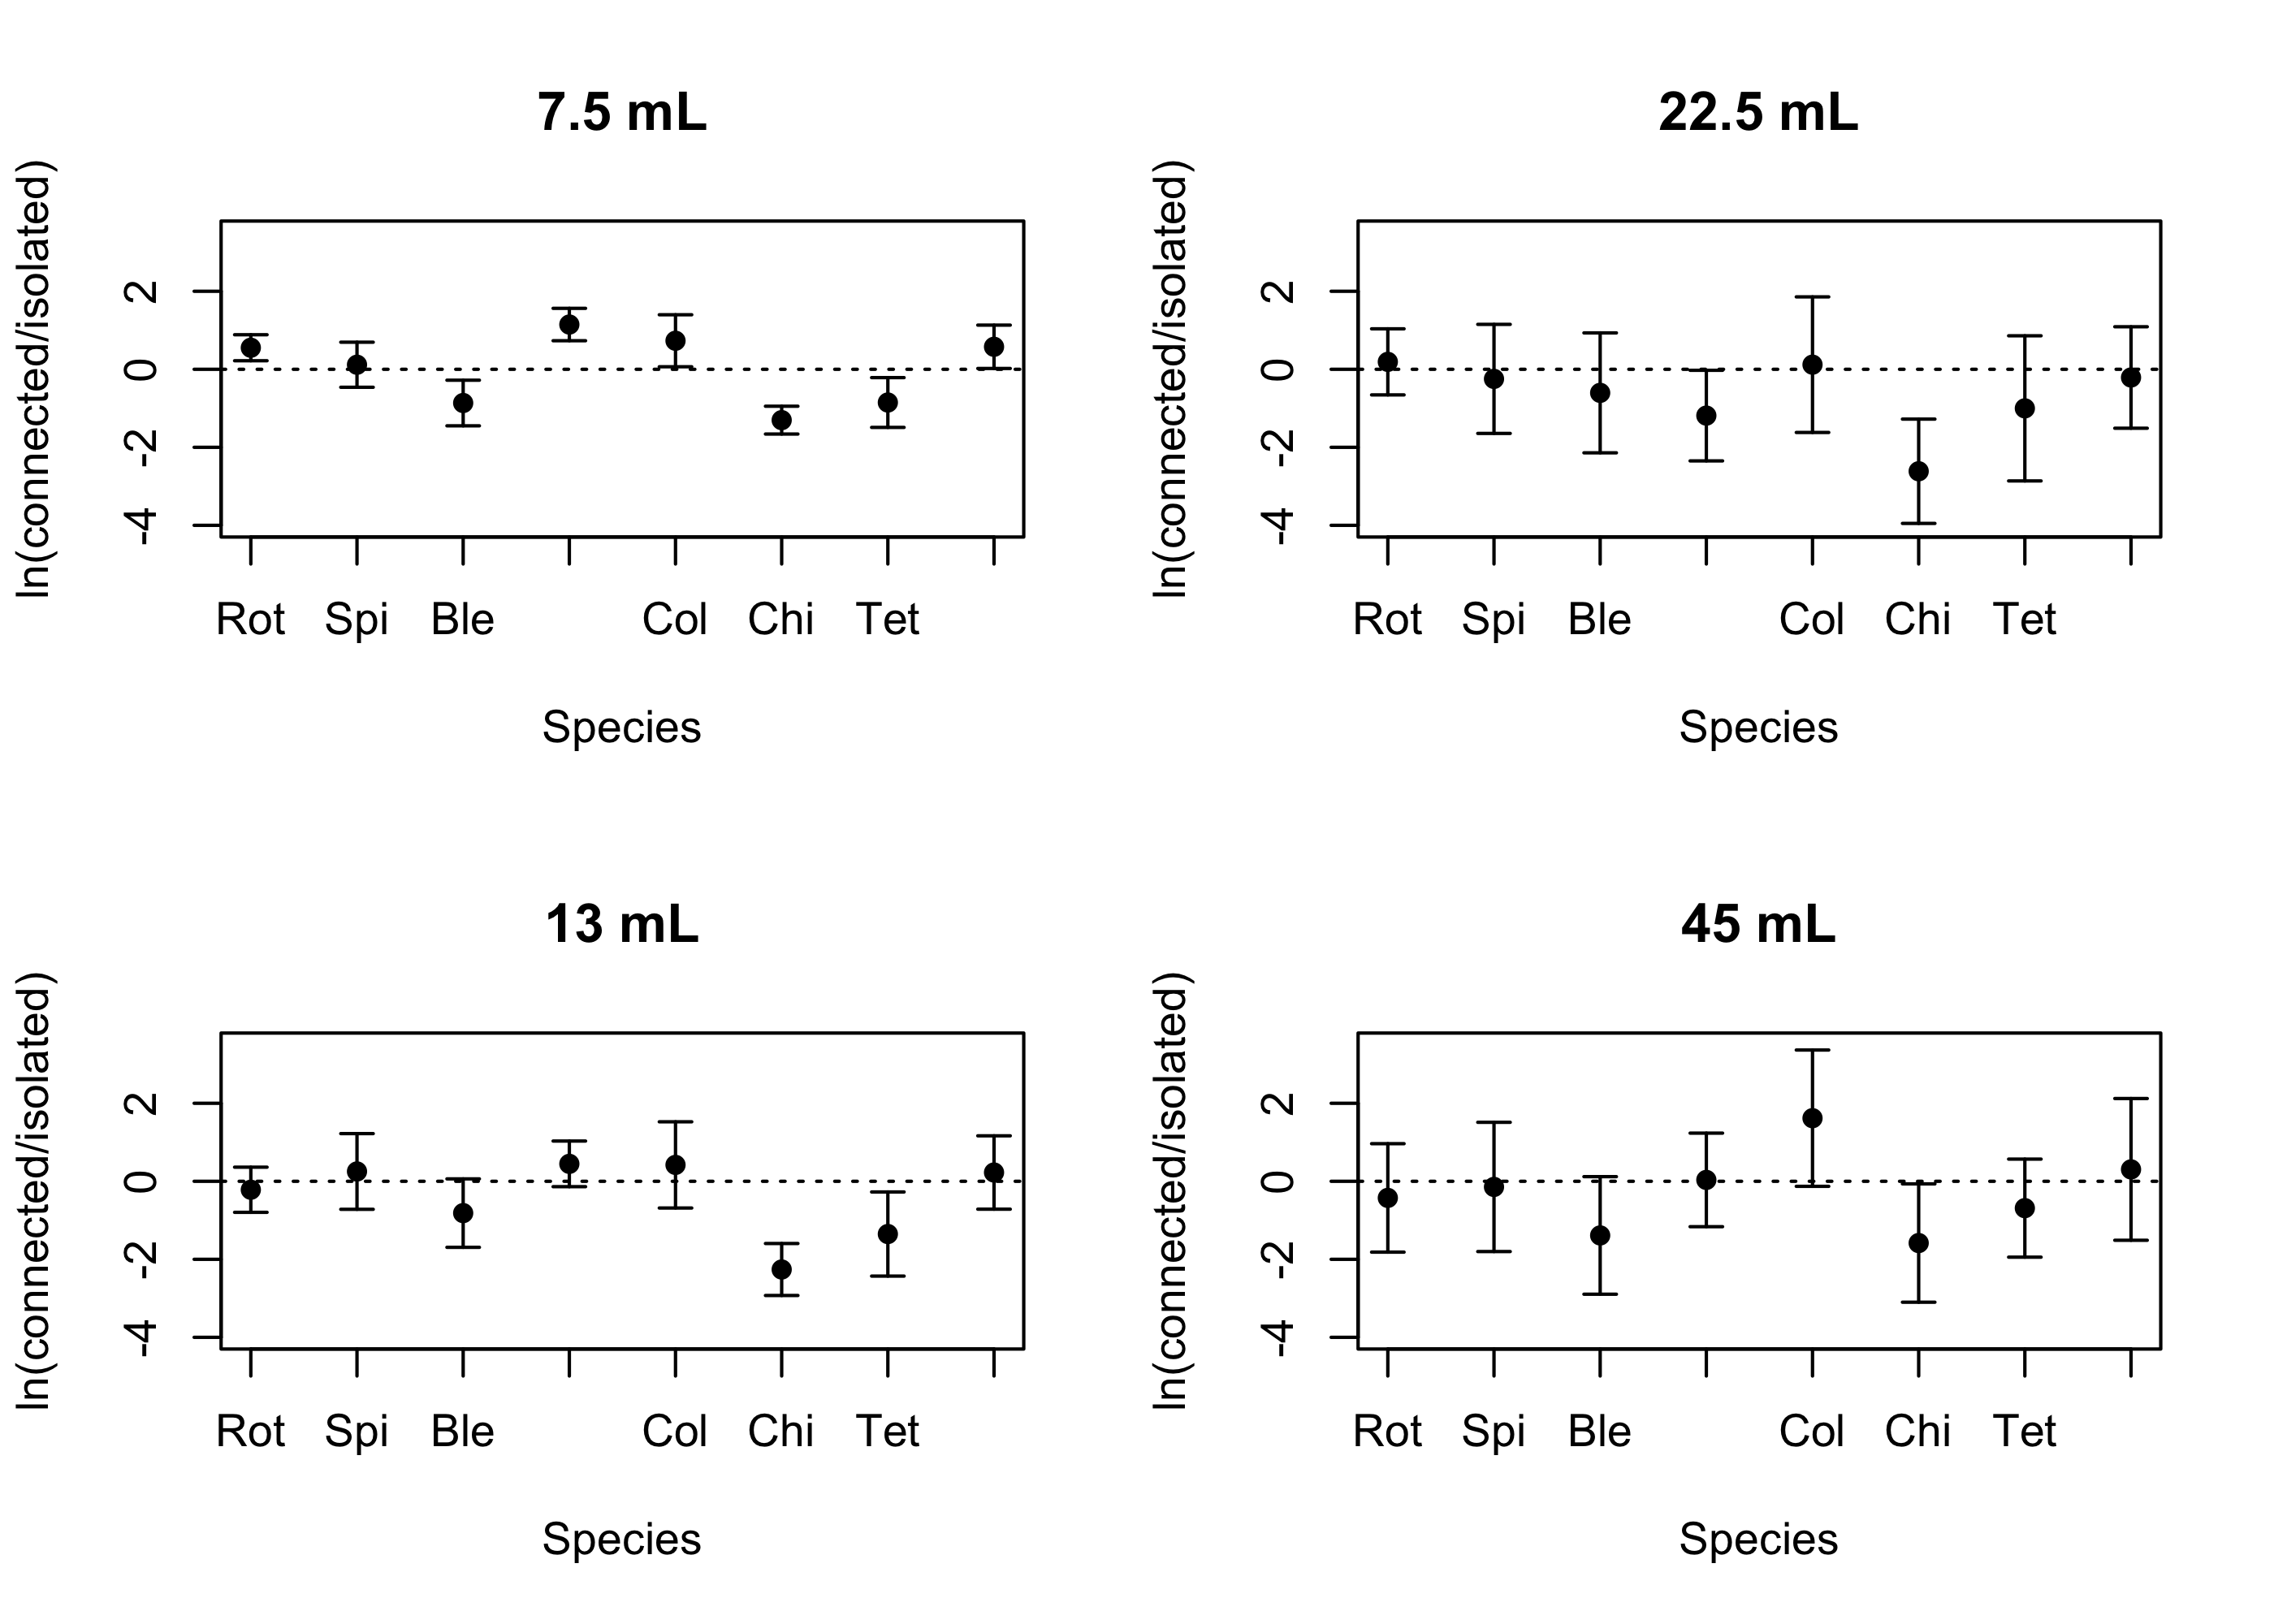 7.5 mL
ln(connected/isolated)
2
0
-2
-4
Rot Spi Ble Col Chi Tet
Species
22.5 mL
ln(connected/isolated)
2
0
-2
-4
Rot Spi Ble Col Chi Tet
Species
13 mL
ln(connected/isolated)
2
0
-2
-4
Rot Spi Ble Col Chi Tet
Species
45 mL
ln(connected/isolated)
2
0
-2
-4
Rot Spi Ble Col Chi Tet
Species